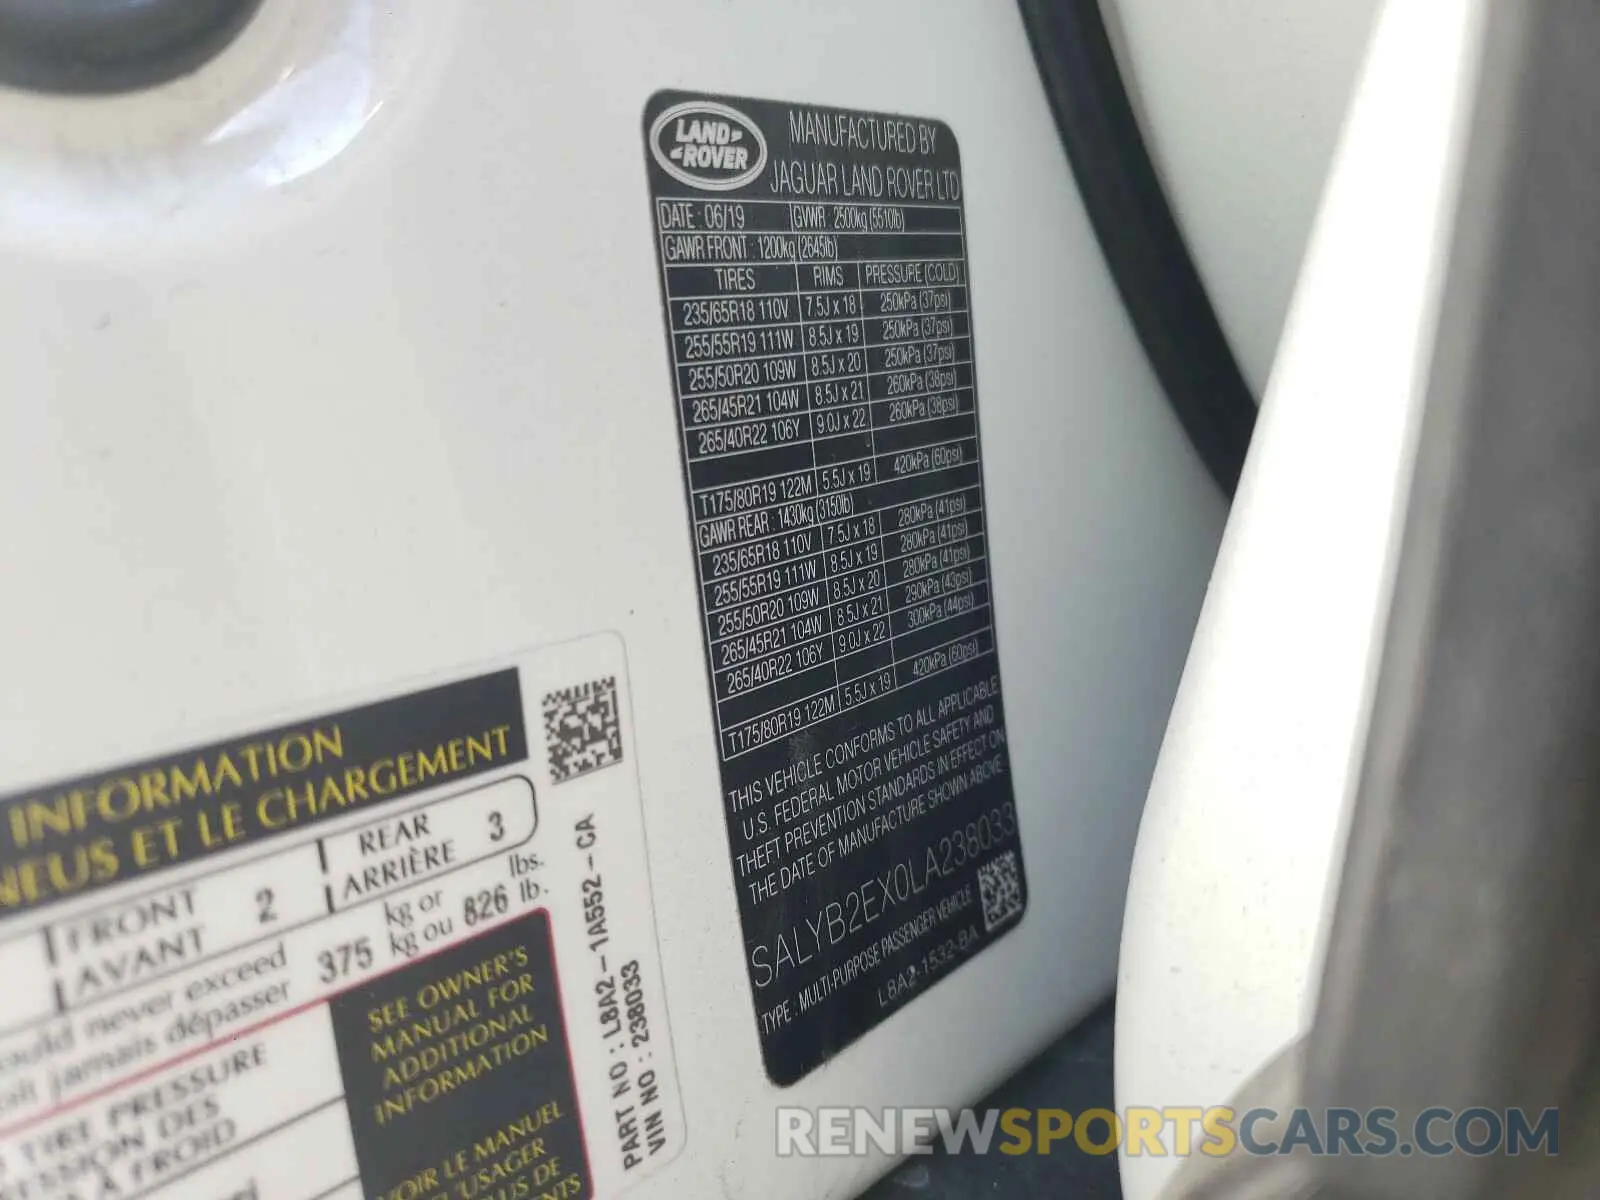 LAND-
-ROVER
MANUFACTURED BY
JAGUAR LAND ROVER LTD
DATE : 06/19 GVWR : 2500kg (5510lb)
GAWR FRONT : 1200kg (2645lb)
TIRES RIMS PRESSURE (COLD)
235/65R18 110V 7.5J x 18 250kPa (37psi)
255/55R19 111W 8.5J x 19 250kPa (37psi)
255/50R20 109W 8.5J x 20 250kPa (37psi)
265/45R21 104W 8.5J x 21 260kPa (38psi)
265/40R22 106Y 9.0J x 22 260kPa (38psi)
T175/80R19 122M 5.5J x 19 420kPa (60psi)
GAWR REAR : 1430kg (3150lb)
235/65R18 110V 7.5J x 18 280kPa (41psi)
255/55R19 111W 8.5J x 19 280kPa (41psi)
255/50R20 109W 8.5J x 20 280kPa (41psi)
265/45R21 104W 8.5J x 21 290kPa (43psi)
265/40R22 106Y 9.0J x 22 300kPa (44psi)
T175/80R19 122M 5.5J x 19 420kPa (60psi)
THIS VEHICLE CONFORMS TO ALL APPLICABLE
U.S. FEDERAL MOTOR VEHICLE SAFETY AND
THEFT PREVENTION STANDARDS IN EFFECT ON
THE DATE OF MANUFACTURE SHOWN ABOVE
SALYB2EX0LA238033
TYPE : MULTI-PURPOSE PASSENGER VEHICLE
L8A2-1532-BA
INFORMATION
NEUS ET LE CHARGEMENT
FRONT 2 REAR 3
AVANT ARRIÈRE
never exceed 375 kg or 826 lbs.
jamais dépasser kg ou lb.
TIRE PRESSURE
DES
À FROID
SEE OWNER'S
MANUAL FOR
ADDITIONAL
INFORMATION
LE MANUEL
D'USAGER
DE
PART NO : L8A2-1A552-CA
VIN NO : 238033
RENEWSPORTSCARS.COM